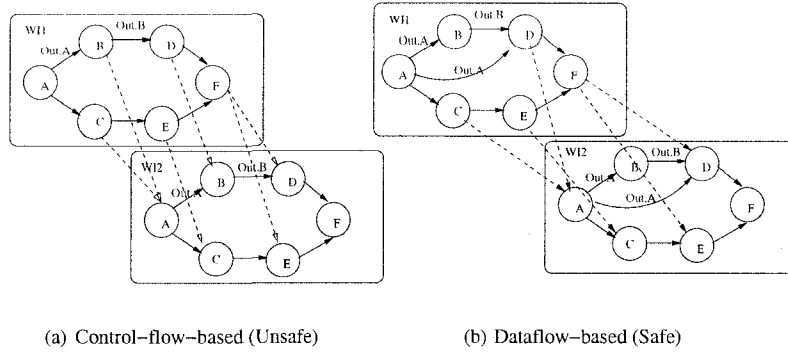 WI1
Out.B
B
D
Out.A
A
F
C
E
WI2
Out.B
B
D
Out.A
A
F
C
E
(a) Control-flow-based (Unsafe)
WI1
Out.B
B
D
Out.A
A
Out.A
F
C
E
WI2
Out.B
B
D
Out.A
A
Out.A
F
C
E
(b) Dataflow-based (Safe)